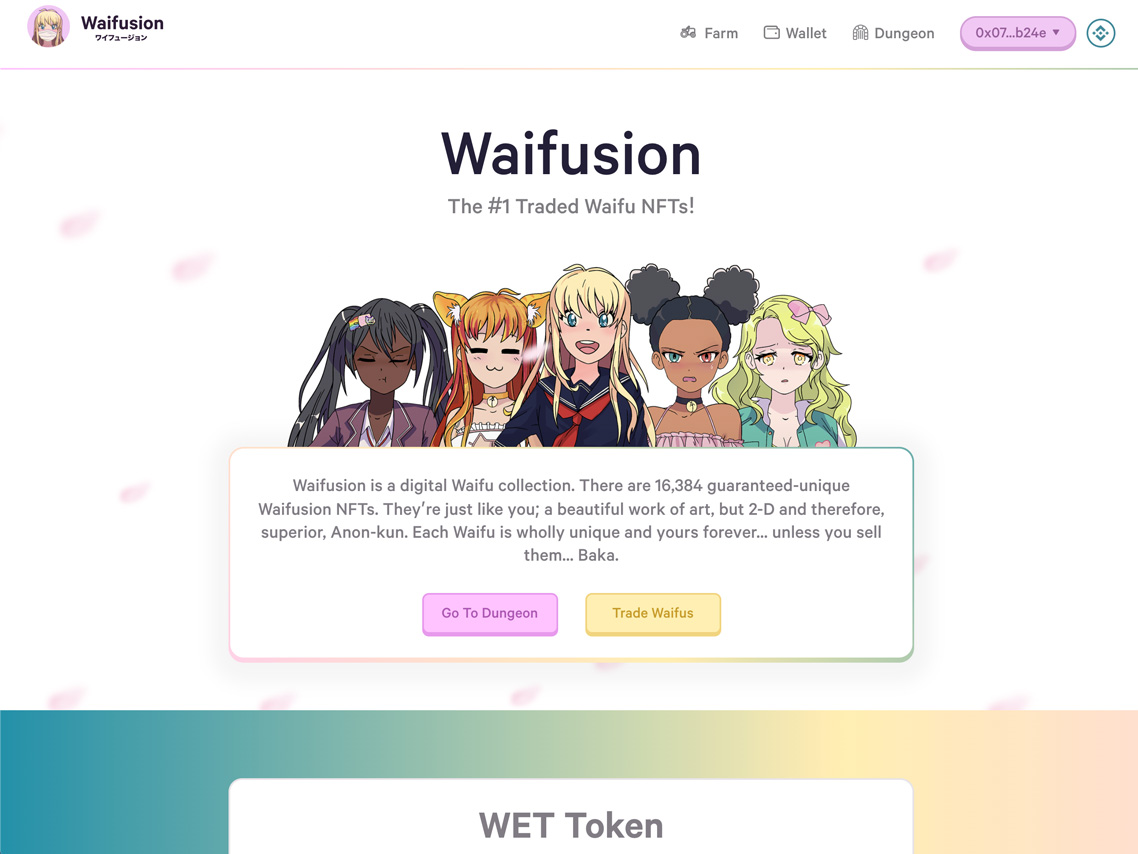 Waifusion
ワイフュージョン
Farm
Wallet
Dungeon
0x07...b24e
Waifusion
The #1 Traded Waifu NFTs!
Waifusion is a digital Waifu collection. There are 16,384 guaranteed-unique
Waifusion NFTs. They’re just like you; a beautiful work of art, but 2-D and therefore,
superior, Anon-kun. Each Waifu is wholly unique and yours forever... unless you sell
them... Baka.
Go To Dungeon
Trade Waifus
WET Token